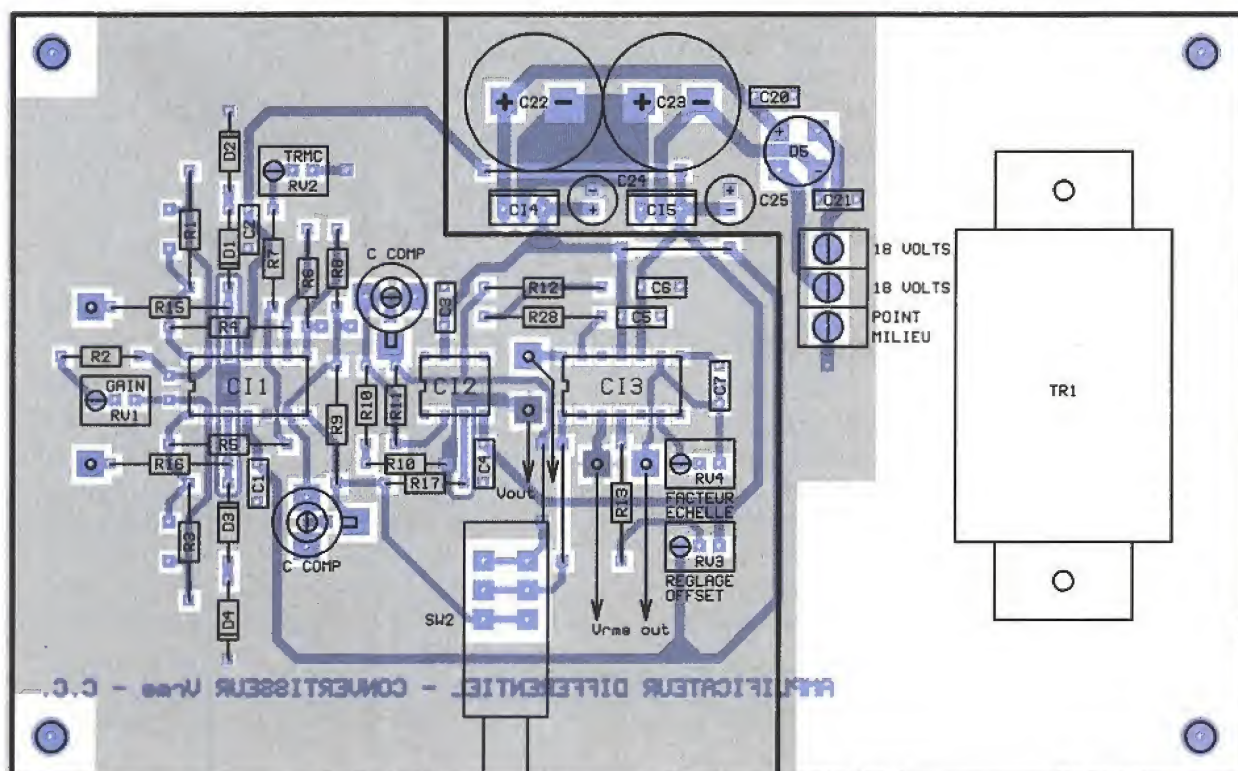 C22
C23
C20
D5
C24
C25
C21
CI4
CI5
D2
TRMC
RV2
R1
D1
C2
R7
R6
R8
C COMP
18 VOLTS
18 VOLTS
POINT
MILIEU
R15
R4
C3
R12
C6
R28
C5
R2
GAIN
RV1
CI1
CI2
CI3
C7
TR1
R9
R10
R11
R5
R16
C1
R10
R17
C4
Vout
R13
RV4
FACTEUR
ECHELLE
R3
D3
C COMP
RV3
REGLAGE
OFFSET
D4
SW2
Vrms out
AMPLIFICATEUR DIFFERENTIEL - CONVERTISSEUR Vrms - C.C.